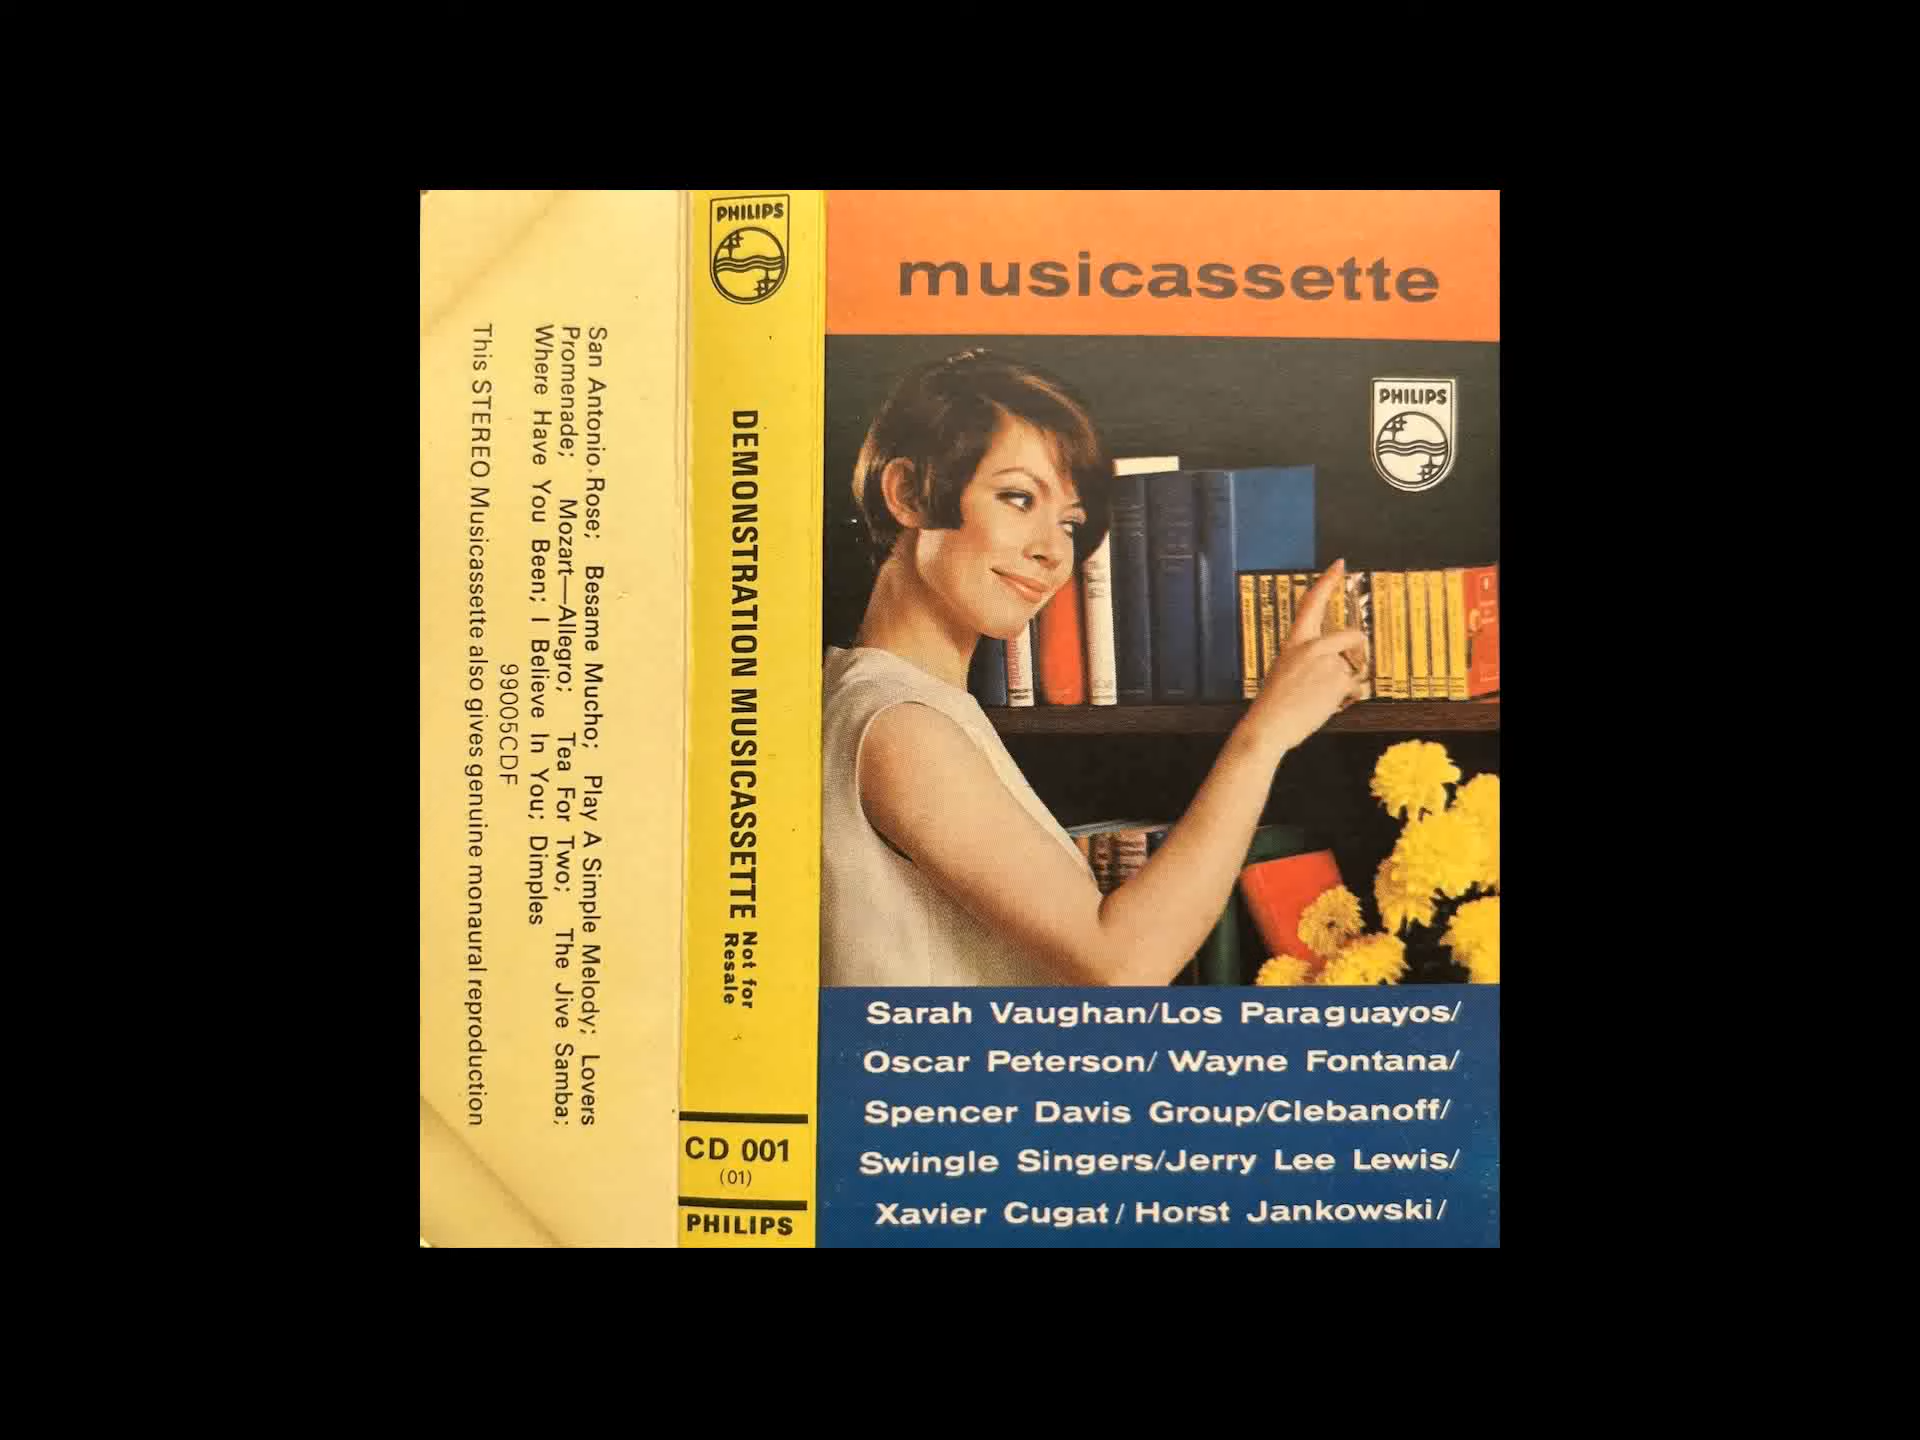 San Antonio Rose; Besame Mucho; Play A Simple Melody; Lovers
Promenade; Mozart—Allegro; Tea For Two; The Jive Samba;
Where Have You Been; I Believe In You; Dimples
99005CDF
This STEREO Musicassette also gives genuine monaural reproduction
PHILIPS
DEMONSTRATION MUSICASSETTE Not for
Resale
CD 001
(01)
PHILIPS
musicassette
PHILIPS
Sarah Vaughan/Los Paraguayos/
Oscar Peterson/ Wayne Fontana/
Spencer Davis Group/Clebanoff/
Swingle Singers/Jerry Lee Lewis/
Xavier Cugat/ Horst Jankowski/